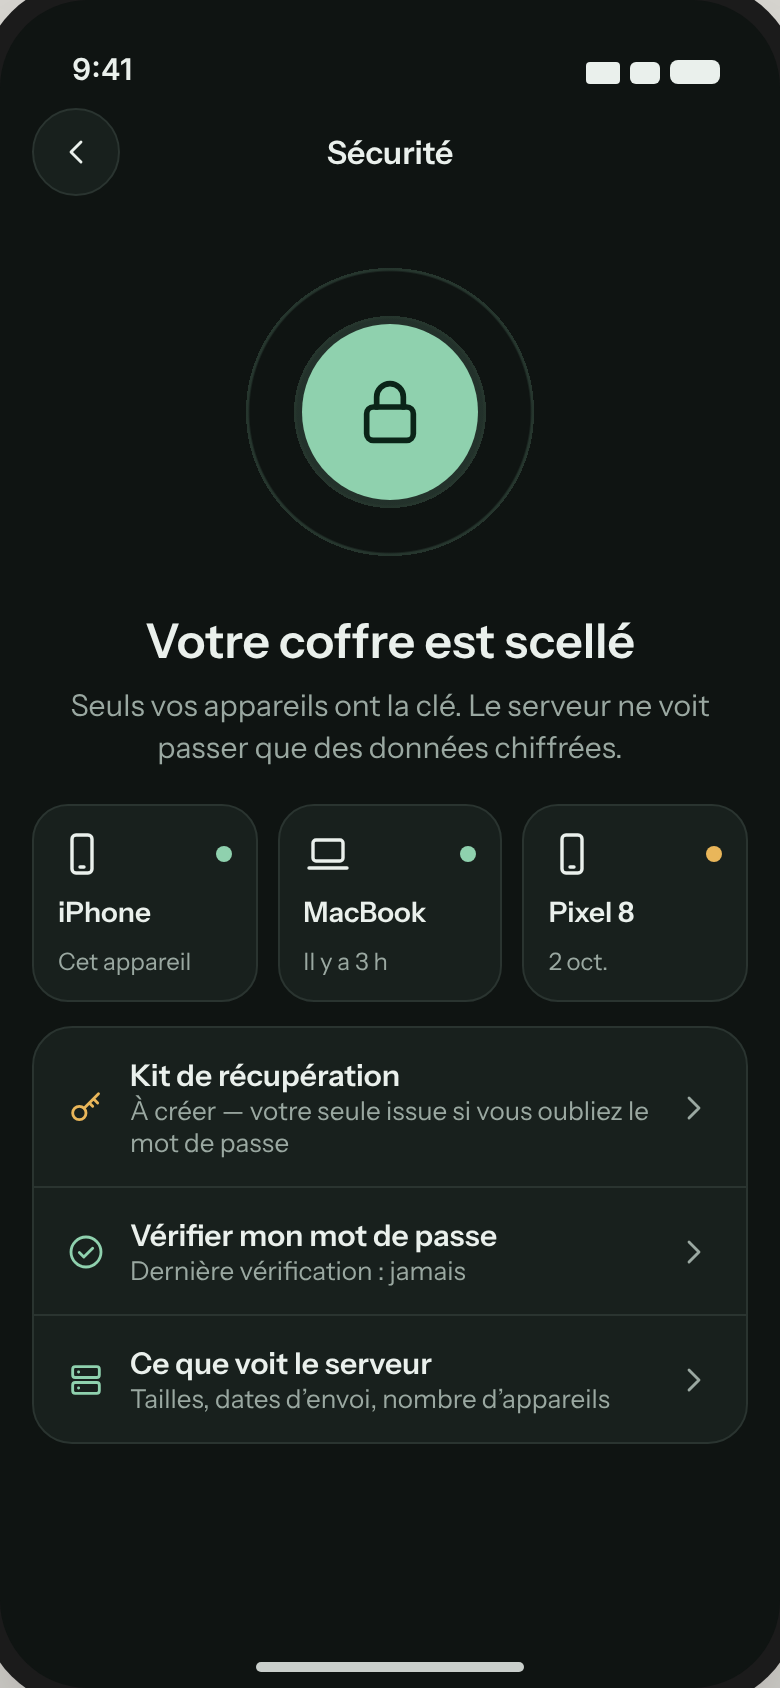 9:41
Sécurité
Votre coffre est scellé
Seuls vos appareils ont la clé. Le serveur ne voit
passer que des données chiffrées.
iPhone
Cet appareil
MacBook
Il y a 3 h
Pixel 8
2 oct.
Kit de récupération
À créer — votre seule issue si vous oubliez le
mot de passe
Vérifier mon mot de passe
Dernière vérification : jamais
Ce que voit le serveur
Tailles, dates d’envoi, nombre d’appareils